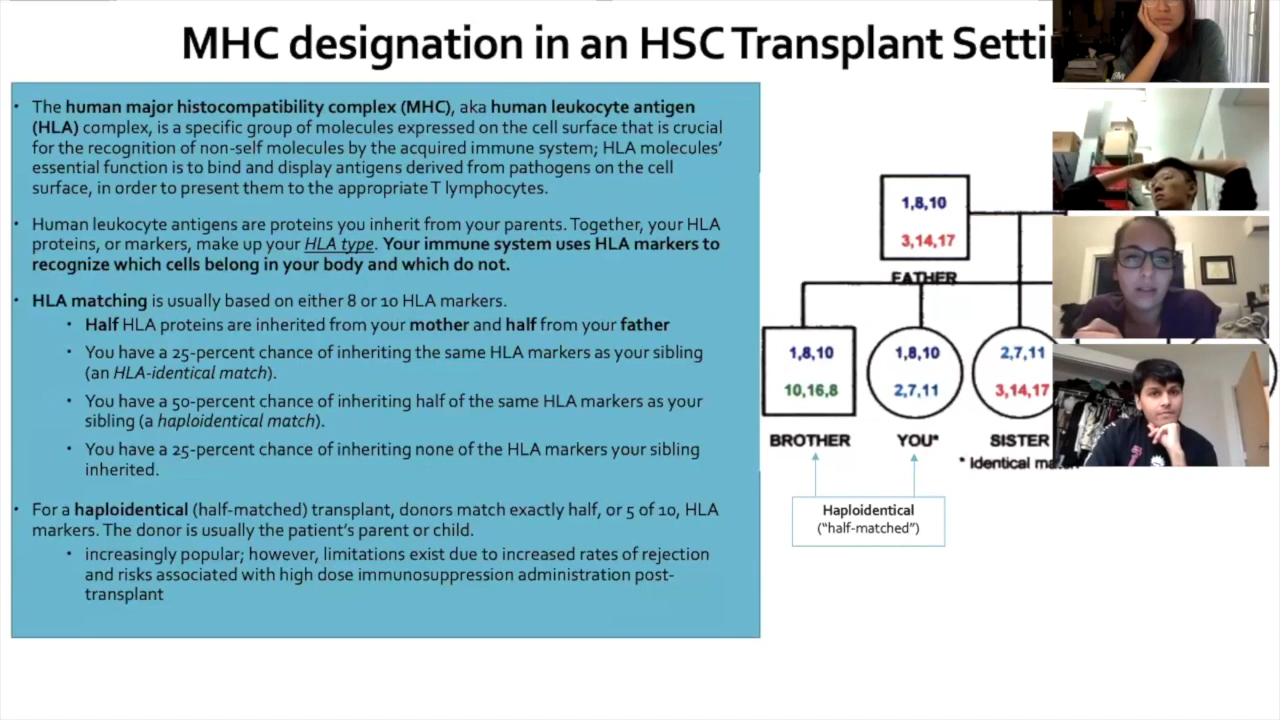 MHC designation in an HSC Transplant Setti
• The human major histocompatibility complex (MHC), aka human leukocyte antigen
(HLA) complex, is a specific group of molecules expressed on the cell surface that is crucial
for the recognition of non-self molecules by the acquired immune system; HLA molecules’
essential function is to bind and display antigens derived from pathogens on the cell
surface, in order to present them to the appropriate T lymphocytes.
• Human leukocyte antigens are proteins you inherit from your parents. Together, your HLA
proteins, or markers, make up your HLA type. Your immune system uses HLA markers to
recognize which cells belong in your body and which do not.
• HLA matching is usually based on either 8 or 10 HLA markers.
• Half HLA proteins are inherited from your mother and half from your father
• You have a 25-percent chance of inheriting the same HLA markers as your sibling
(an HLA-identical match).
• You have a 50-percent chance of inheriting half of the same HLA markers as your
sibling (a haploidentical match).
• You have a 25-percent chance of inheriting none of the HLA markers your sibling
inherited.
• For a haploidentical (half-matched) transplant, donors match exactly half, or 5 of 10, HLA
markers. The donor is usually the patient’s parent or child.
• increasingly popular; however, limitations exist due to increased rates of rejection
and risks associated with high dose immunosuppression administration post-
transplant
1,8,10
3,14,17
FATHER
1,8,10
10,16,8
BROTHER
1,8,10
2,7,11
YOU*
2,7,11
3,14,17
SISTER
* Identical
Haploidentical
(“half-matched”)